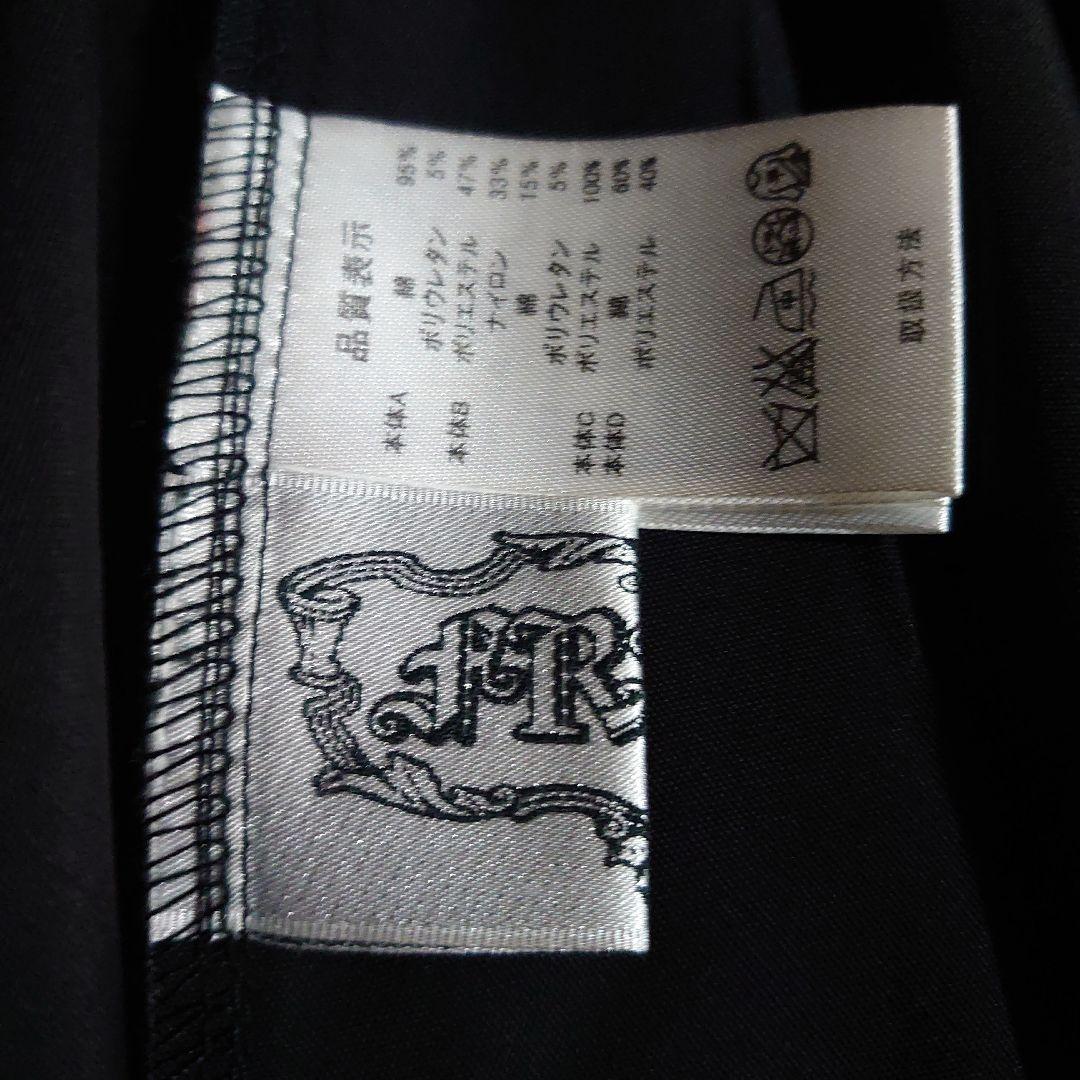 品質表示
本体A 綿 95%
ポリウレタン 5%
本体B ポリエステル 47%
ナイロン 33%
綿 15%
ポリウレタン 5%
本体C ポリエステル 100%
本体D 綿 60%
ポリエステル 40%
取扱方法